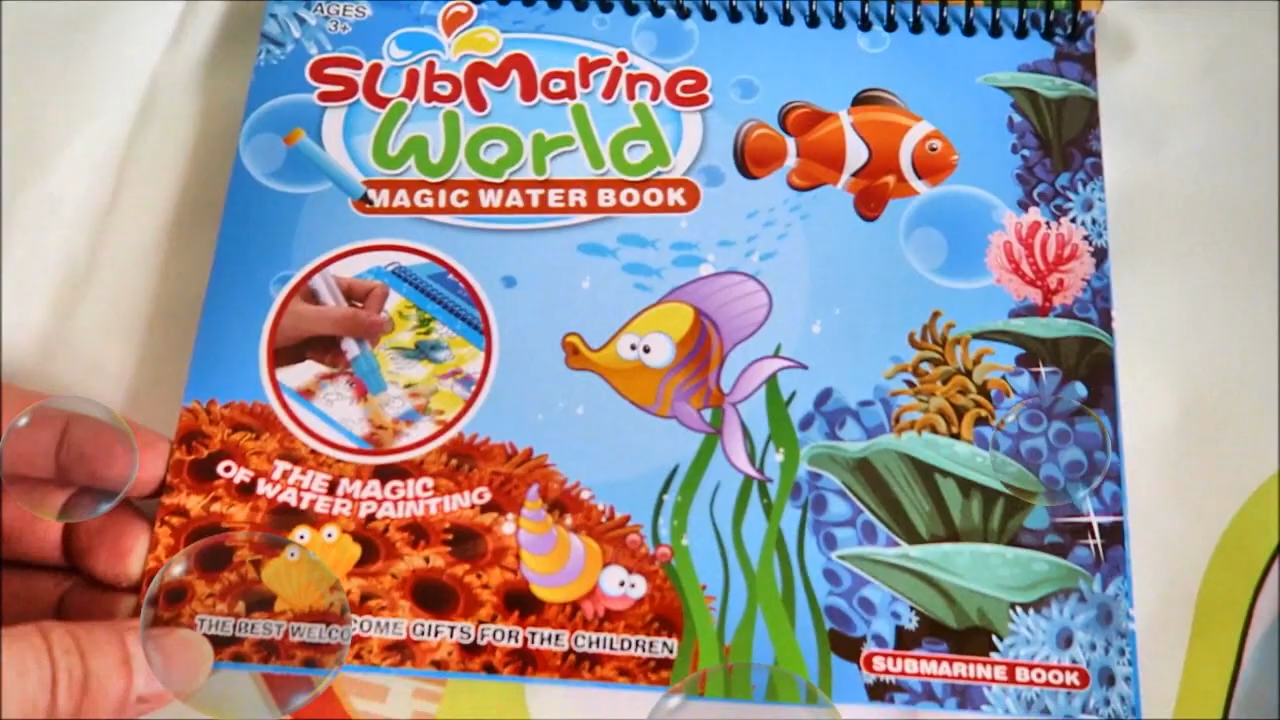 AGES
3+
SubMarine
World
MAGIC WATER BOOK
THE MAGIC
OF WATER PAINTING
THE BEST WELCOME GIFTS FOR THE CHILDREN
SUBMARINE BOOK